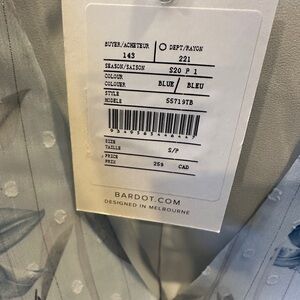 BUYER/ACHETEUR DEPT/RAYON
143 221
SEASON/SAISON S20 P 1
COLOUR
COULEUR BLUE/ BLEU
STYLE
MODELE 55719TB
SIZE
TAILLE S/P
PRICE
PRIX 259 CAD
BARDOT.COM
DESIGNED IN MELBOURNE